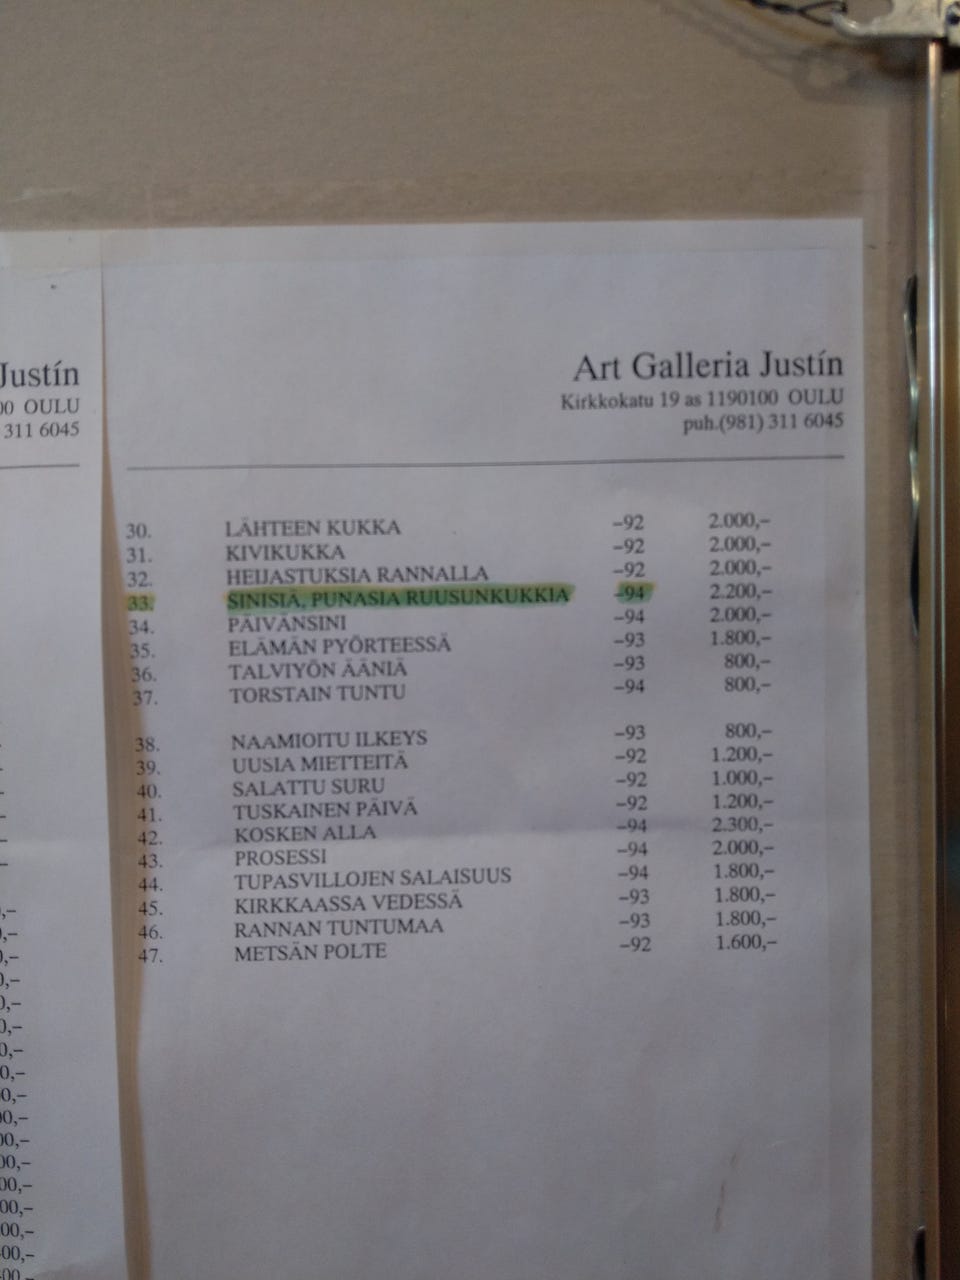 Justín
00 OULU
311 6045
Art Galleria Justín
Kirkkokatu 19 as 1190100 OULU
puh.(981) 311 6045
30. LÄHTEEN KUKKA -92 2.000,-
31. KIVIKUKKA -92 2.000,-
32. HEIJASTUKSIA RANNALLA -92 2.000,-
33. SINISIÄ, PUNASIA RUUSUNKUKKIA -94 2.200,-
34. PÄIVÄNSINI -94 2.000,-
35. ELÄMÄN PYÖRTEESSÄ -93 1.800,-
36. TALVIYÖN ÄÄNIÄ -93 800,-
37. TORSTAIN TUNTU -94 800,-
38. NAAMIOITU ILKEYS -93 800,-
39. UUSIA MIETTEITÄ -92 1.200,-
40. SALATTU SURU -92 1.000,-
41. TUSKAINEN PÄIVÄ -92 1.200,-
42. KOSKEN ALLA -94 2.300,-
43. PROSESSI -94 2.000,-
44. TUPASVILLOJEN SALAISUUS -94 1.800,-
45. KIRKKAASSA VEDESSÄ -93 1.800,-
46. RANNAN TUNTUMAA -93 1.800,-
47. METSÄN POLTE -92 1.600,-